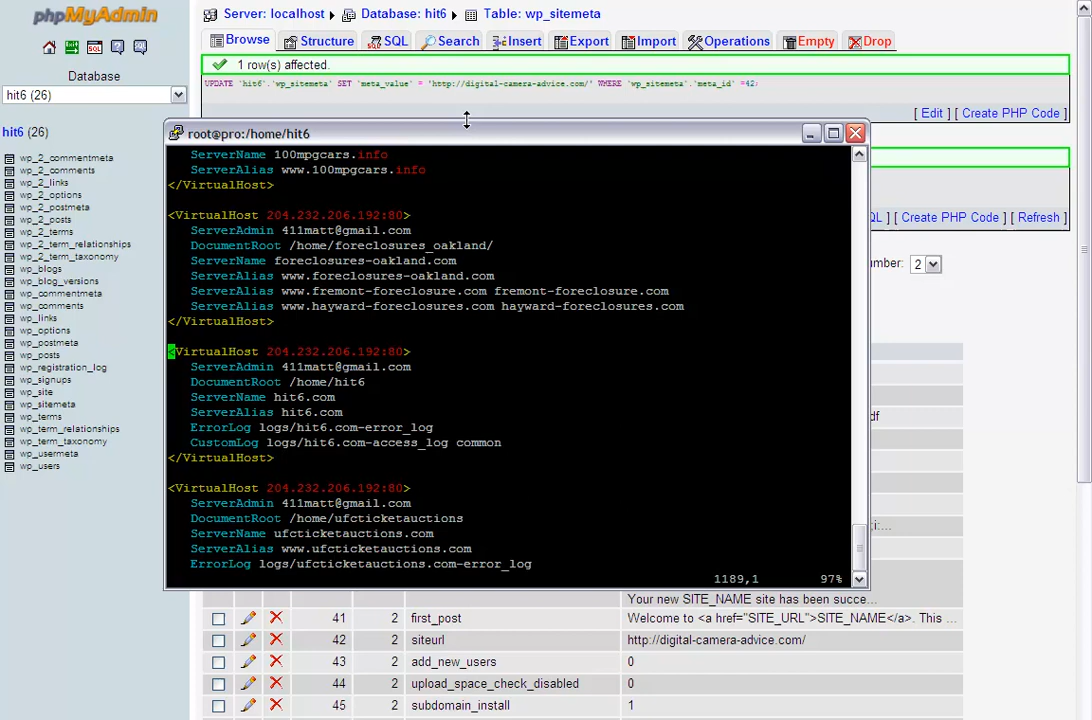 phpMyAdmin
Server: localhost Database: hit6 Table: wp_sitemeta
Browse Structure SQL Search Insert Export Import Operations Empty Drop
1 row(s) affected.
UPDATE `hit6`.`wp_sitemeta` SET `meta_value` = 'http://digital-camera-advice.com/' WHERE `wp_sitemeta`.`meta_id` =42;
[ Edit ] [ Create PHP Code ]
Database
hit6 (26)
hit6 (26)
wp_2_commentmeta
wp_2_comments
wp_2_links
wp_2_options
wp_2_postmeta
wp_2_posts
wp_2_terms
wp_2_term_relationships
wp_2_term_taxonomy
wp_blogs
wp_blog_versions
wp_commentmeta
wp_comments
wp_links
wp_options
wp_postmeta
wp_posts
wp_registration_log
wp_signups
wp_site
wp_sitemeta
wp_terms
wp_term_relationships
wp_term_taxonomy
wp_usermeta
wp_users
root@pro:/home/hit6
ServerName 100mpgcars.info
ServerAlias www.100mpgcars.info
</VirtualHost>
<VirtualHost 204.232.206.192:80>
ServerAdmin 411matt@gmail.com
DocumentRoot /home/foreclosures_oakland/
ServerName foreclosures-oakland.com
ServerAlias www.foreclosures-oakland.com
ServerAlias www.fremont-foreclosure.com fremont-foreclosure.com
ServerAlias www.hayward-foreclosures.com hayward-foreclosures.com
</VirtualHost>
<VirtualHost 204.232.206.192:80>
ServerAdmin 411matt@gmail.com
DocumentRoot /home/hit6
ServerName hit6.com
ServerAlias hit6.com
ErrorLog logs/hit6.com-error_log
CustomLog logs/hit6.com-access_log common
</VirtualHost>
<VirtualHost 204.232.206.192:80>
ServerAdmin 411matt@gmail.com
DocumentRoot /home/ufcticketauctions
ServerName ufcticketauctions.com
ServerAlias www.ufcticketauctions.com
ErrorLog logs/ufcticketauctions.com-error_log
1189,1 97%
QL ] [ Create PHP Code ] [ Refresh ]
umber: 2
df
ti:...
Your new SITE_NAME site has been succe...
41 2 first_post Welcome to <a href="SITE_URL">SITE_NAME</a>. This ...
42 2 siteurl http://digital-camera-advice.com/
43 2 add_new_users 0
44 2 upload_space_check_disabled 0
45 2 subdomain_install 1